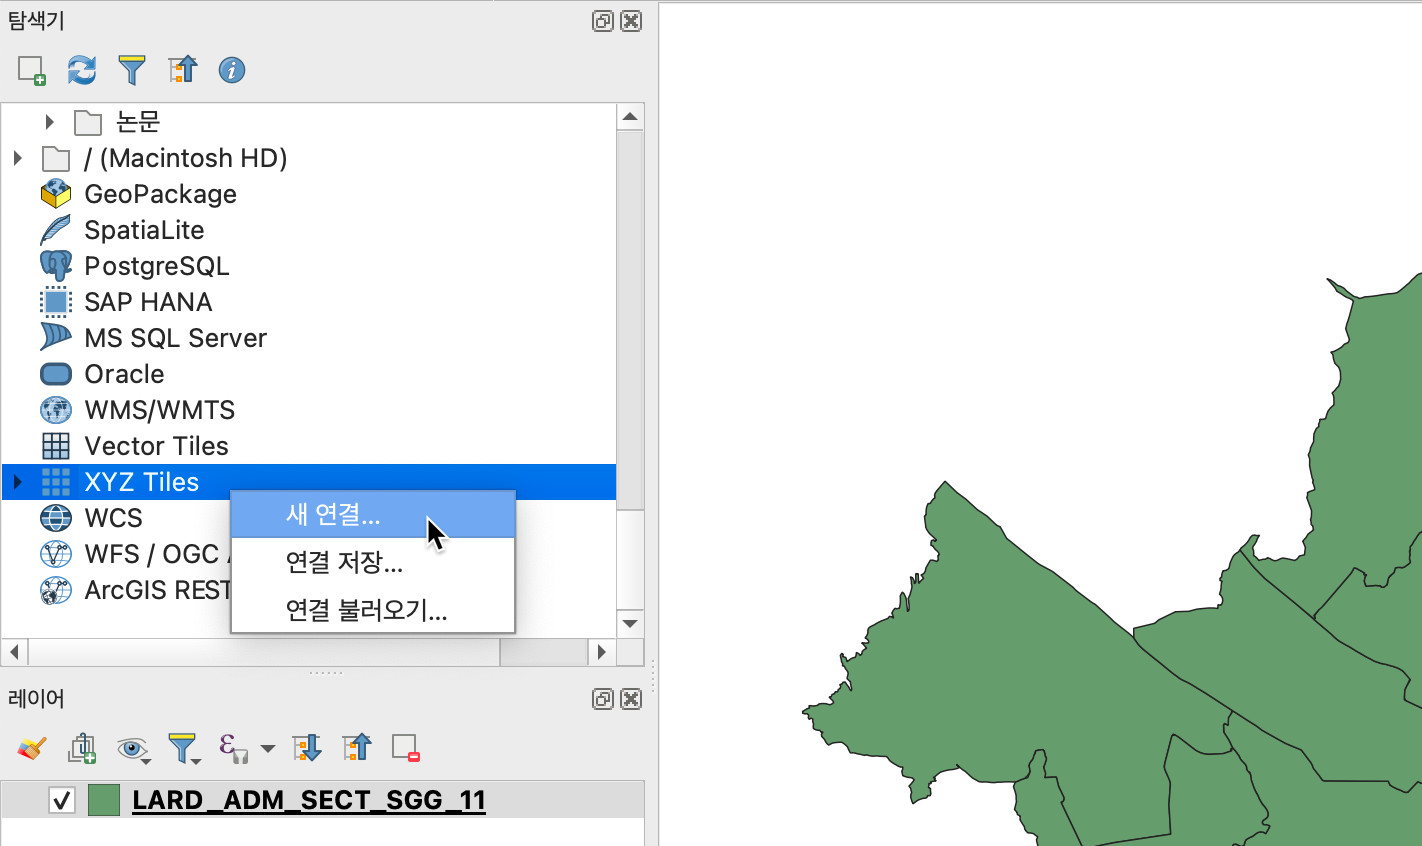 탐색기
논문
/ (Macintosh HD)
GeoPackage
SpatiaLite
PostgreSQL
SAP HANA
MS SQL Server
Oracle
WMS/WMTS
Vector Tiles
XYZ Tiles
새 연결...
WCS
연결 저장...
WFS / OGC
ArcGIS REST
연결 불러오기...
레이어
LARD_ADM_SECT_SGG_11